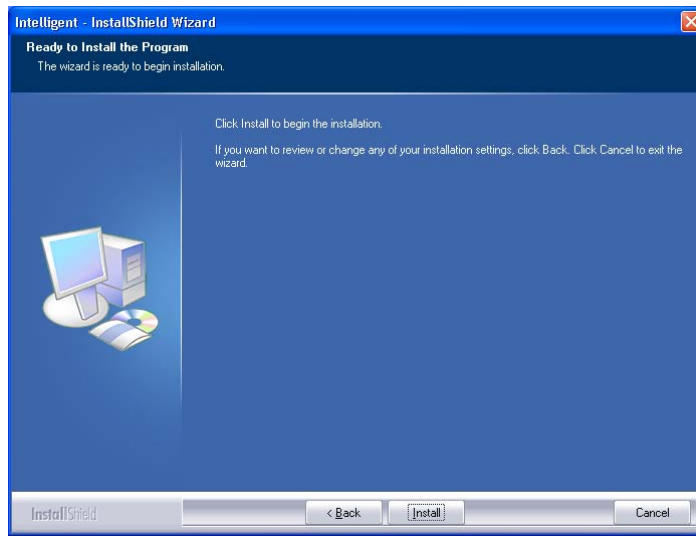 Intelligent - InstallShield Wizard
Ready to Install the Program
The wizard is ready to begin installation.
Click Install to begin the installation.
If you want to review or change any of your installation settings, click Back. Click Cancel to exit the
wizard.
InstallShield
< Back Install Cancel